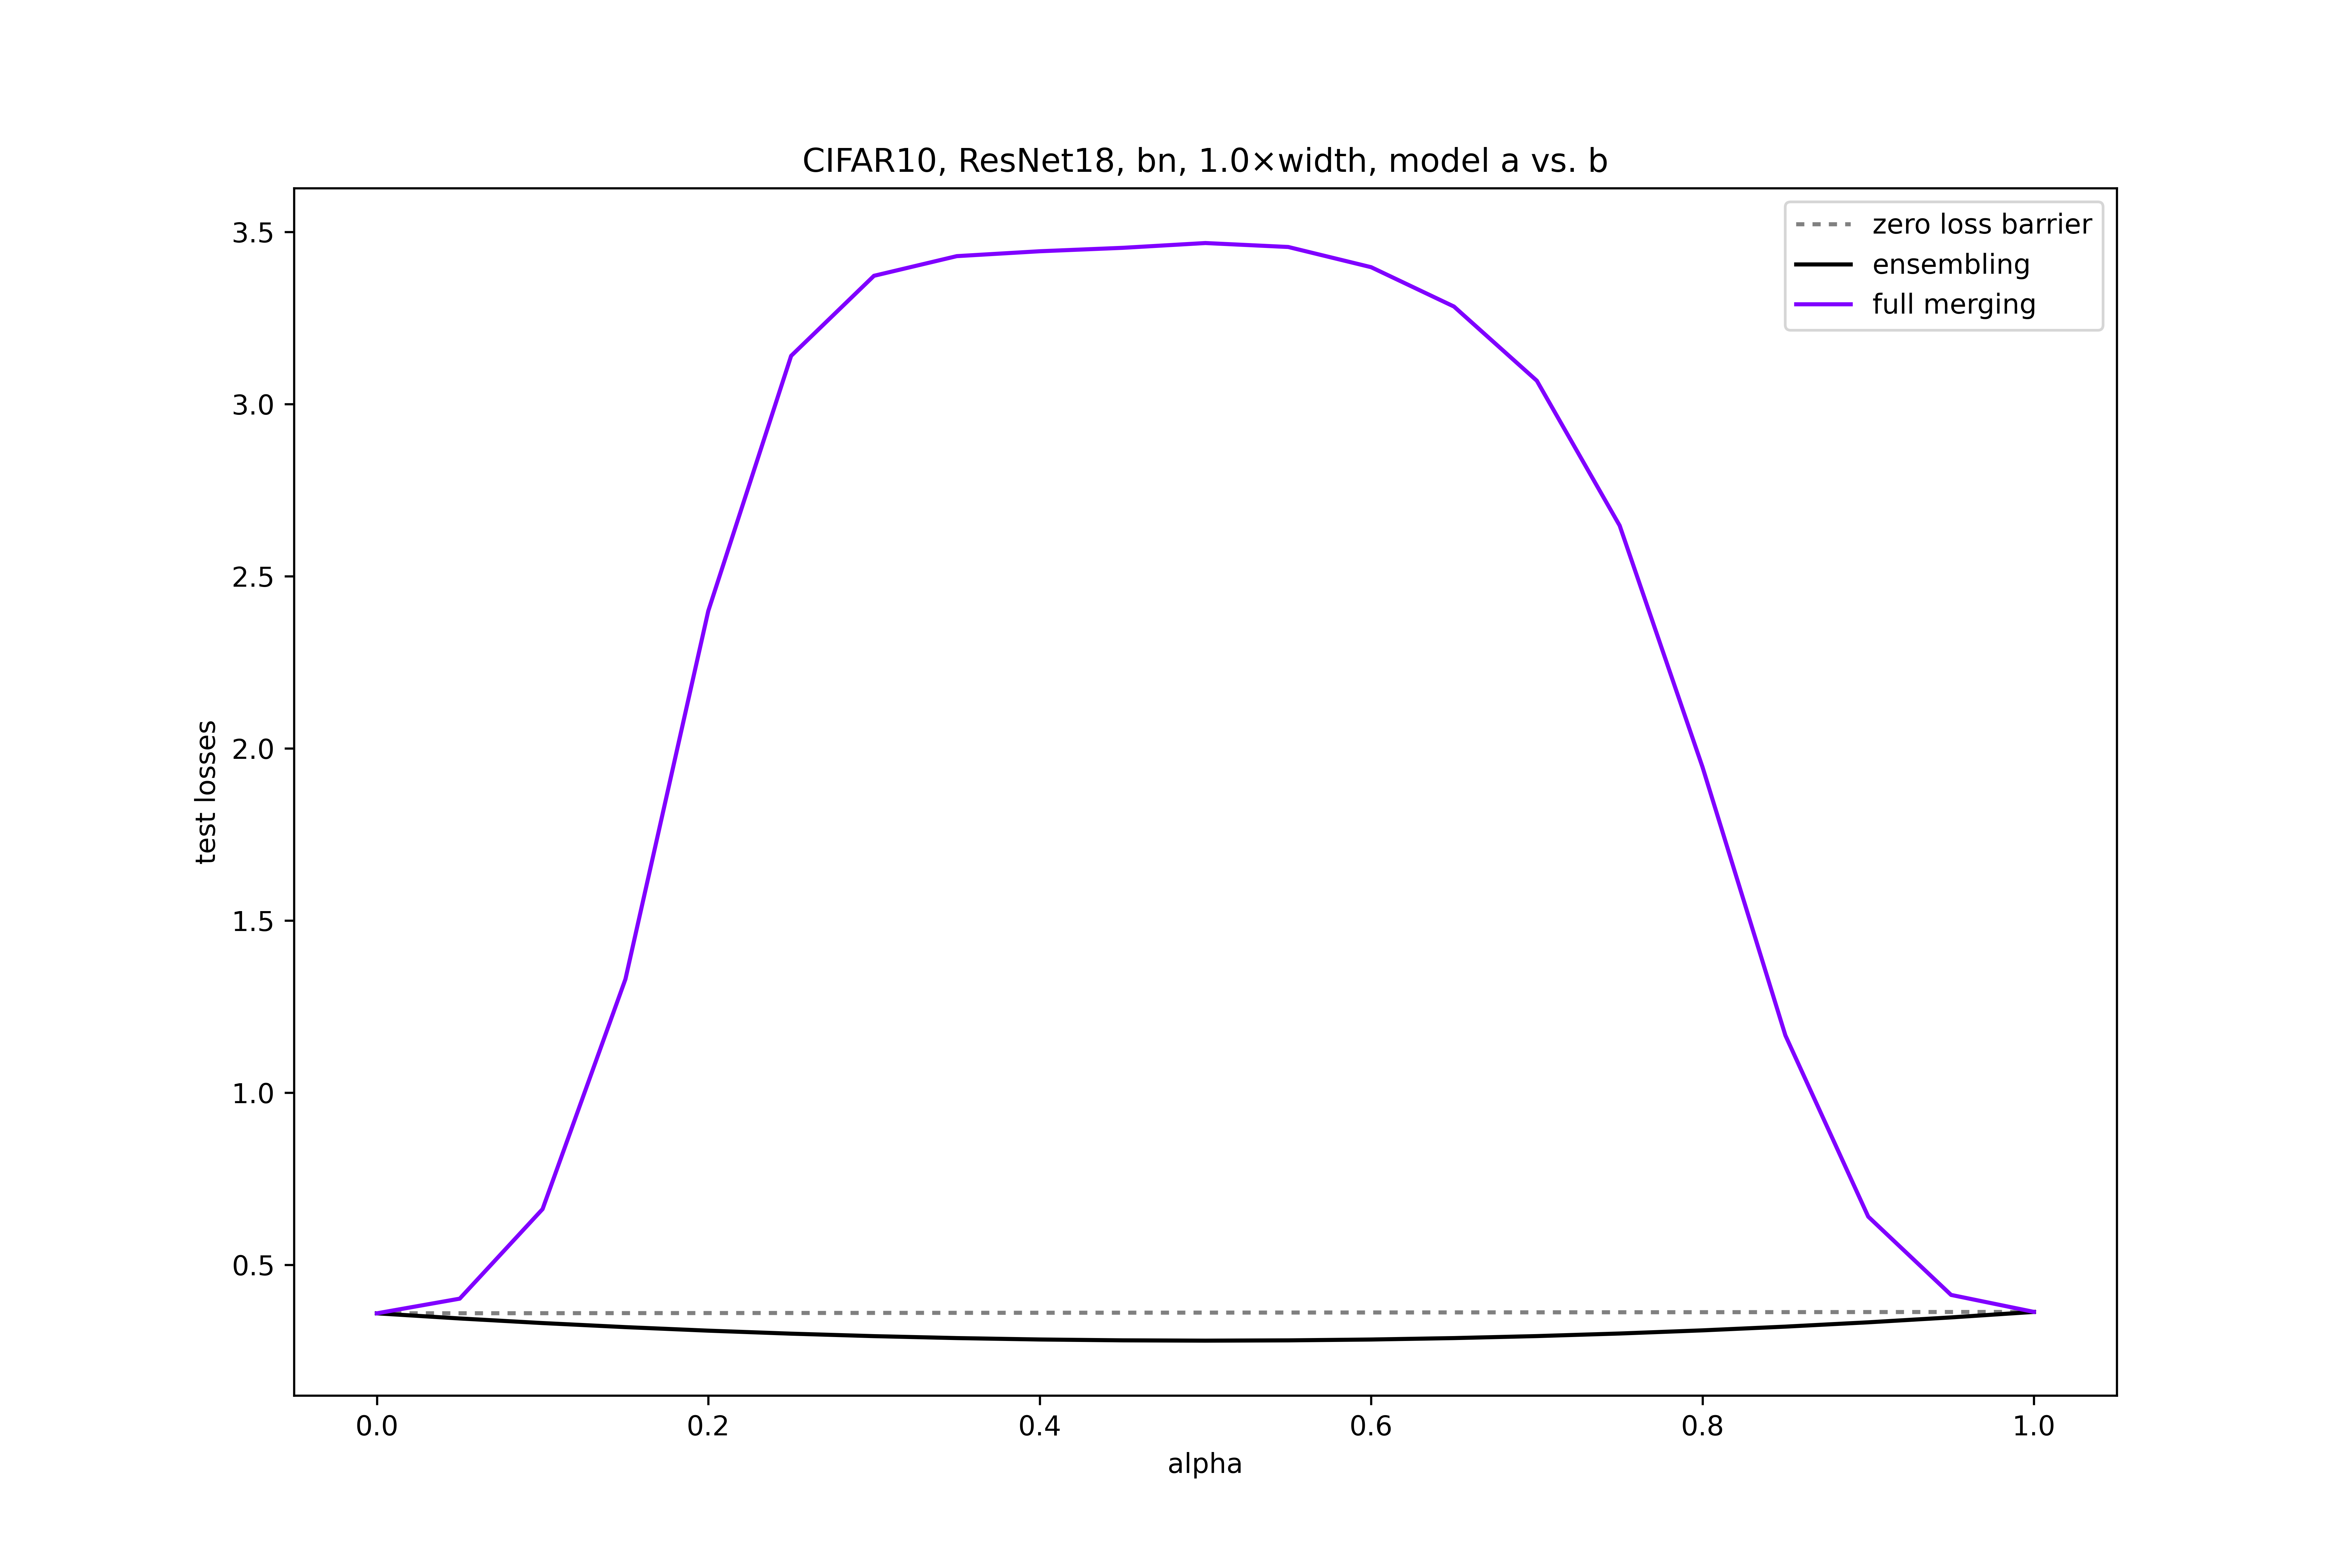 CIFAR10, ResNet18, bn, 1.0×width, model a vs. b
zero loss barrier
ensembling
full merging
3.5
3.0
2.5
2.0
1.5
1.0
0.5
test losses
0.0 0.2 0.4 0.6 0.8 1.0
alpha